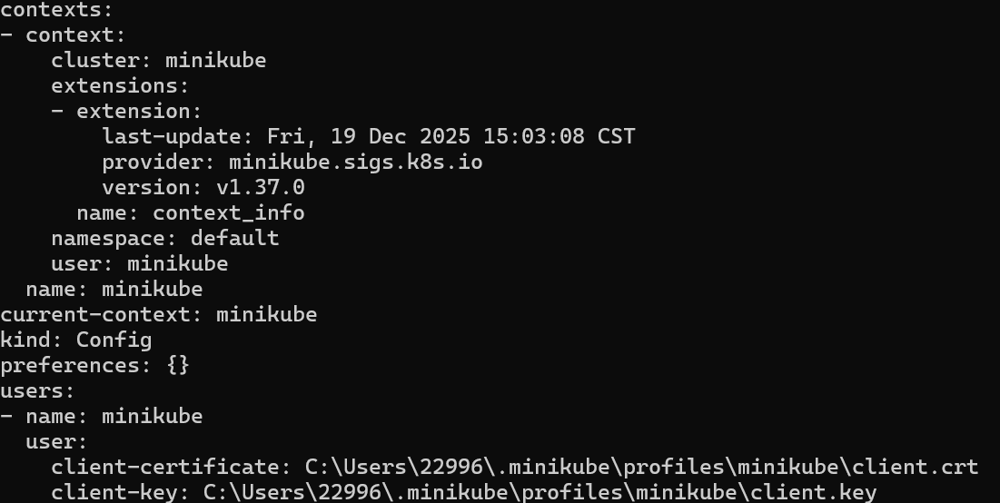 contexts:
- context:
    cluster: minikube
    extensions:
    - extension:
        last-update: Fri, 19 Dec 2025 15:03:08 CST
        provider: minikube.sigs.k8s.io
        version: v1.37.0
      name: context_info
    namespace: default
    user: minikube
  name: minikube
current-context: minikube
kind: Config
preferences: {}
users:
- name: minikube
  user:
    client-certificate: C:\Users\22996\.minikube\profiles\minikube\client.crt
    client-key: C:\Users\22996\.minikube\profiles\minikube\client.key